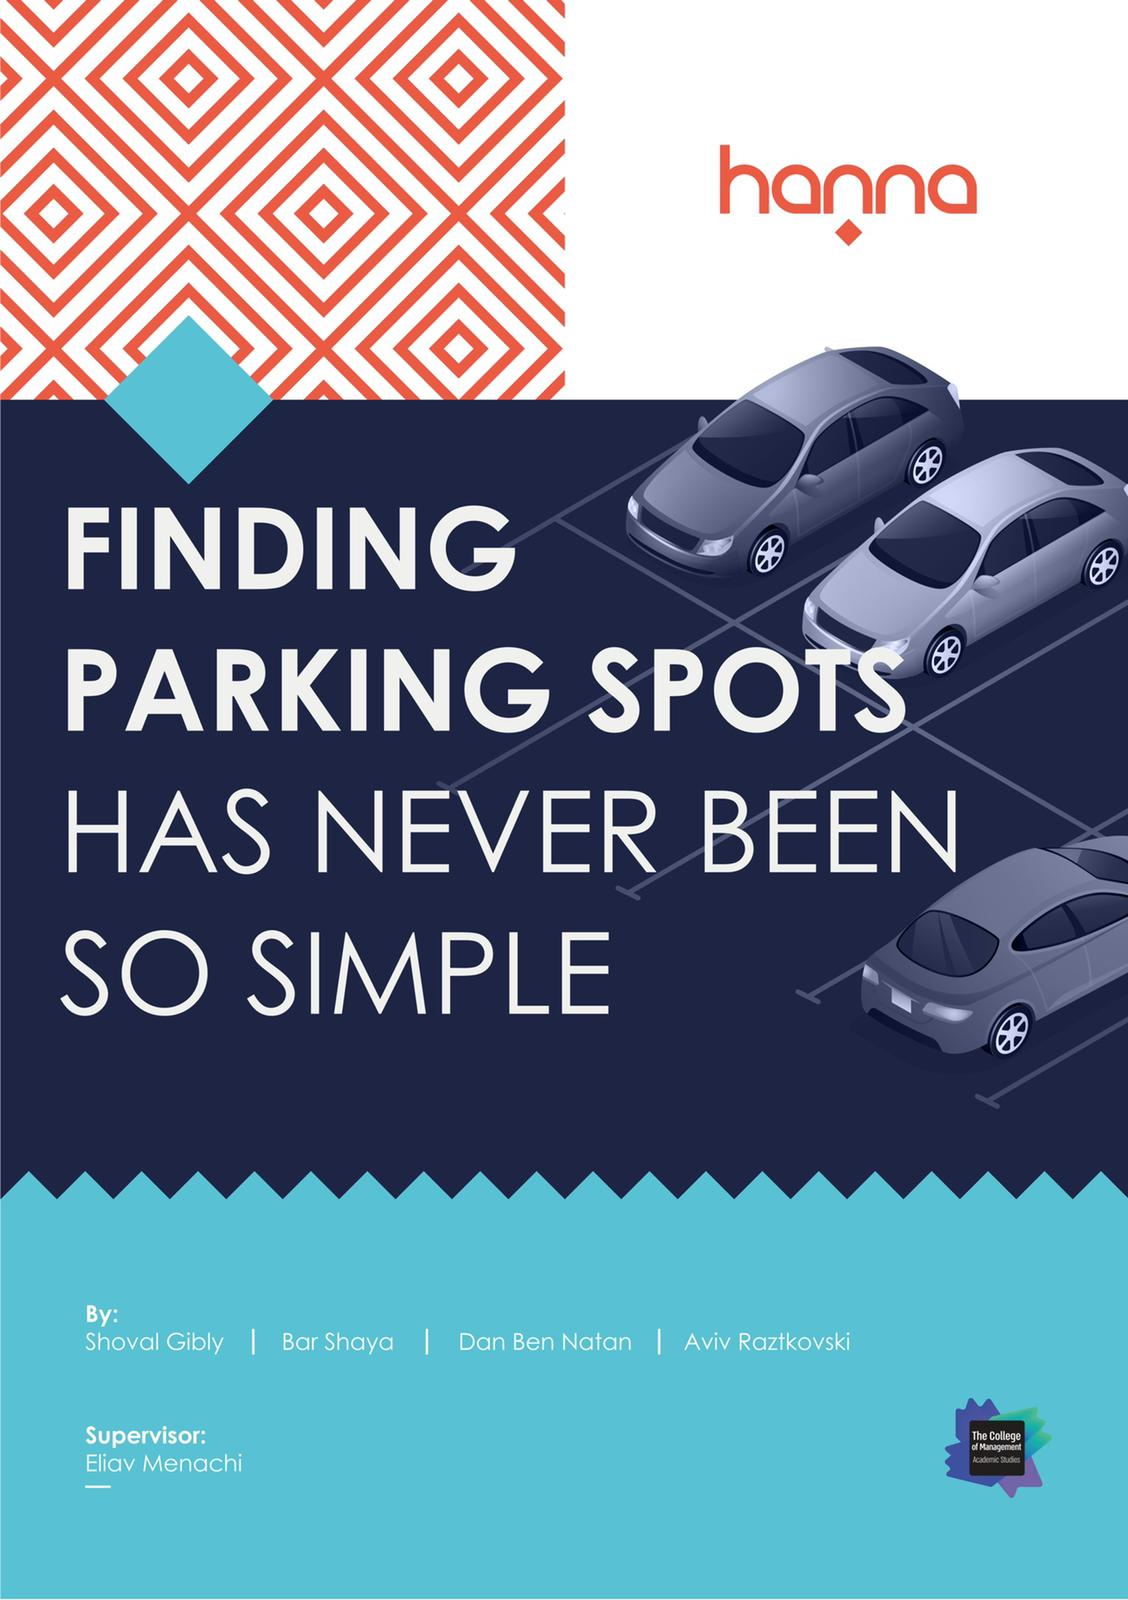 hanna
FINDING
PARKING SPOTS
HAS NEVER BEEN
SO SIMPLE
By:
Shoval Gibly | Bar Shaya | Dan Ben Natan | Aviv Raztkovski
Supervisor:
Eliav Menachi
The College
of Management
Academic Studies